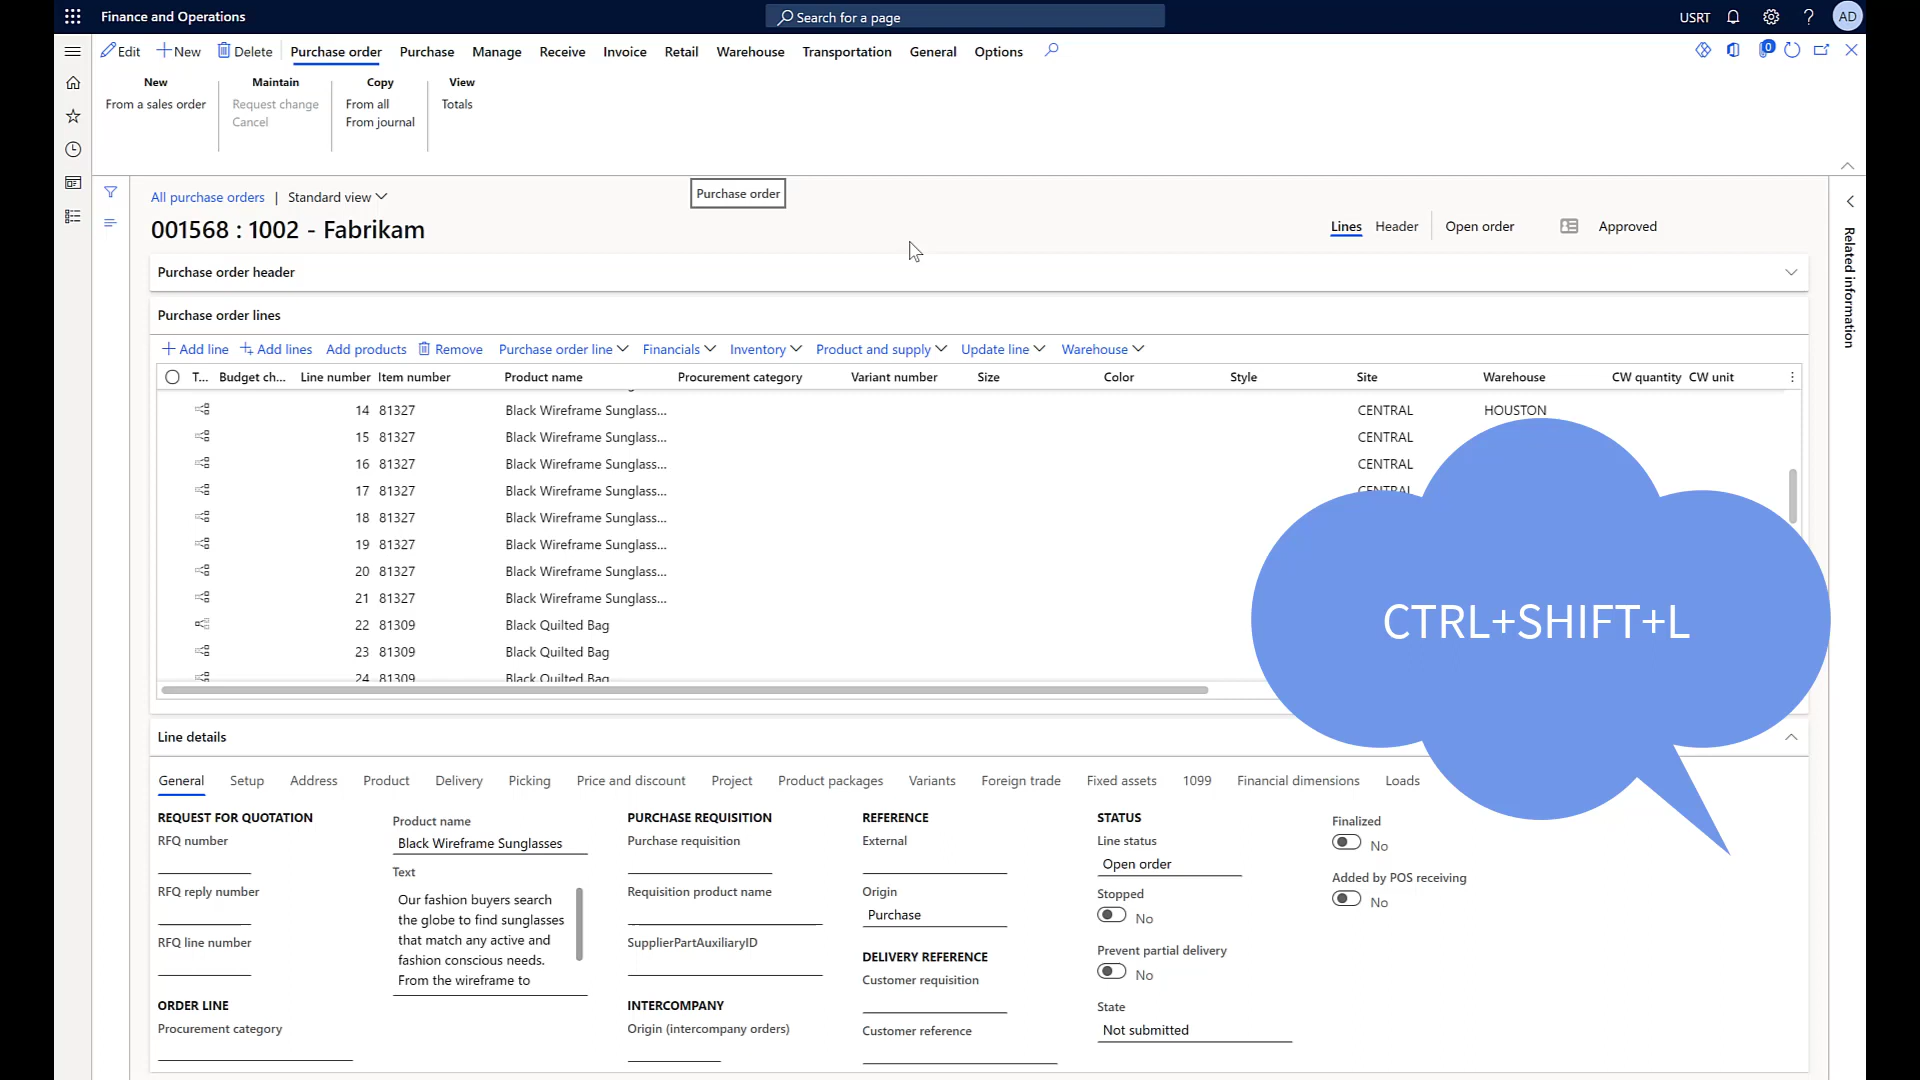 Finance and Operations
Search for a page
USRT
AD
Edit New Delete Purchase order Purchase Manage Receive Invoice Retail Warehouse Transportation General Options
0
New Maintain Copy View
From a sales order Request change From all Totals
Cancel From journal
All purchase orders | Standard view
Purchase order
001568 : 1002 - Fabrikam
Lines Header Open order Approved
Related information
Purchase order header
Purchase order lines
Add line Add lines Add products Remove Purchase order line Financials Inventory Product and supply Update line Warehouse
T... Budget ch... Line number Item number Product name Procurement category Variant number Size Color Style Site Warehouse CW quantity CW unit
14 81327 Black Wireframe Sunglass... CENTRAL HOUSTON
15 81327 Black Wireframe Sunglass... CENTRAL
16 81327 Black Wireframe Sunglass... CENTRAL
17 81327 Black Wireframe Sunglass... CENTRAL
18 81327 Black Wireframe Sunglass...
19 81327 Black Wireframe Sunglass...
20 81327 Black Wireframe Sunglass...
21 81327 Black Wireframe Sunglass...
22 81309 Black Quilted Bag
23 81309 Black Quilted Bag
24 81309 Black Quilted Bag
CTRL+SHIFT+L
Line details
General Setup Address Product Delivery Picking Price and discount Project Product packages Variants Foreign trade Fixed assets 1099 Financial dimensions Loads
REQUEST FOR QUOTATION
RFQ number
RFQ reply number
RFQ line number
ORDER LINE
Procurement category
Product name
Black Wireframe Sunglasses
Text
Our fashion buyers search
the globe to find sunglasses
that match any active and
fashion conscious needs.
From the wireframe to
PURCHASE REQUISITION
Purchase requisition
Requisition product name
SupplierPartAuxiliaryID
INTERCOMPANY
Origin (intercompany orders)
REFERENCE
External
Origin
Purchase
DELIVERY REFERENCE
Customer requisition
Customer reference
STATUS
Line status
Open order
Stopped
No
Prevent partial delivery
No
State
Not submitted
Finalized
No
Added by POS receiving
No